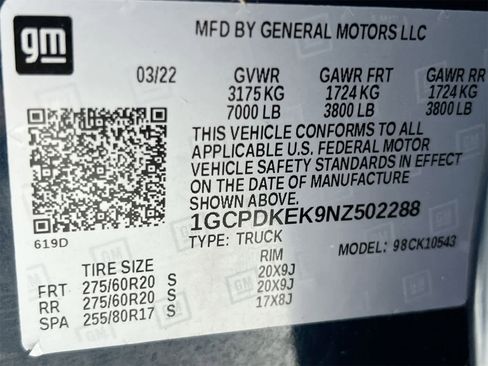 gm
MFD BY GENERAL MOTORS LLC
03/22 GVWR GAWR FRT GAWR RR
3175 KG 1724 KG 1724 KG
7000 LB 3800 LB 3800 LB
THIS VEHICLE CONFORMS TO ALL
APPLICABLE U.S. FEDERAL MOTOR
VEHICLE SAFETY STANDARDS IN EFFECT
ON THE DATE OF MANUFACTURE
SHOWN ABOVE.
1GCPDKEK9NZ502288
619D TYPE: TRUCK MODEL: 98CK10543
TIRE SIZE RIM
FRT 275/60R20 S 20X9J
RR 275/60R20 S 20X9J
SPA 255/80R17 S 17X8J